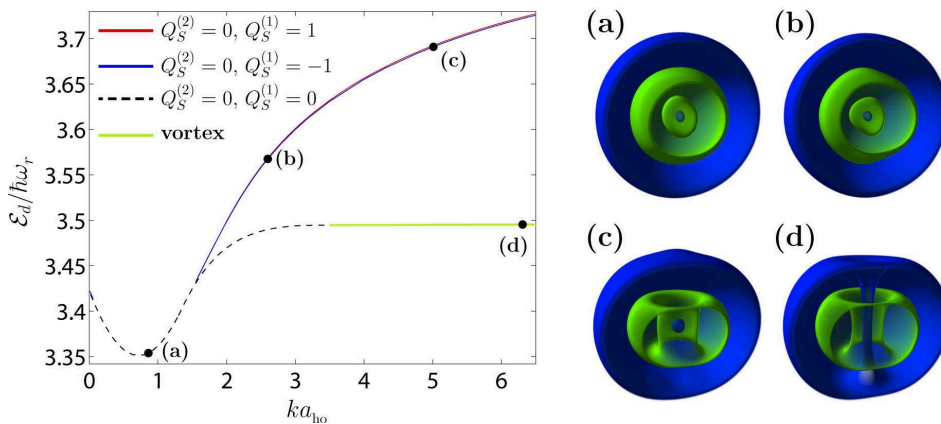 3.7
3.65
3.6
3.55
3.5
3.45
3.4
3.35
0
1
2
3
4
5
6
$\mathcal{E}_d/\hbar\omega_r$
$ka_{\mathrm{ho}}$
$Q_S^{(2)} = 0, Q_S^{(1)} = 1$
$Q_S^{(2)} = 0, Q_S^{(1)} = -1$
$Q_S^{(2)} = 0, Q_S^{(1)} = 0$
vortex
(c)
(b)
(d)
(a)
(a)
(b)
(c)
(d)